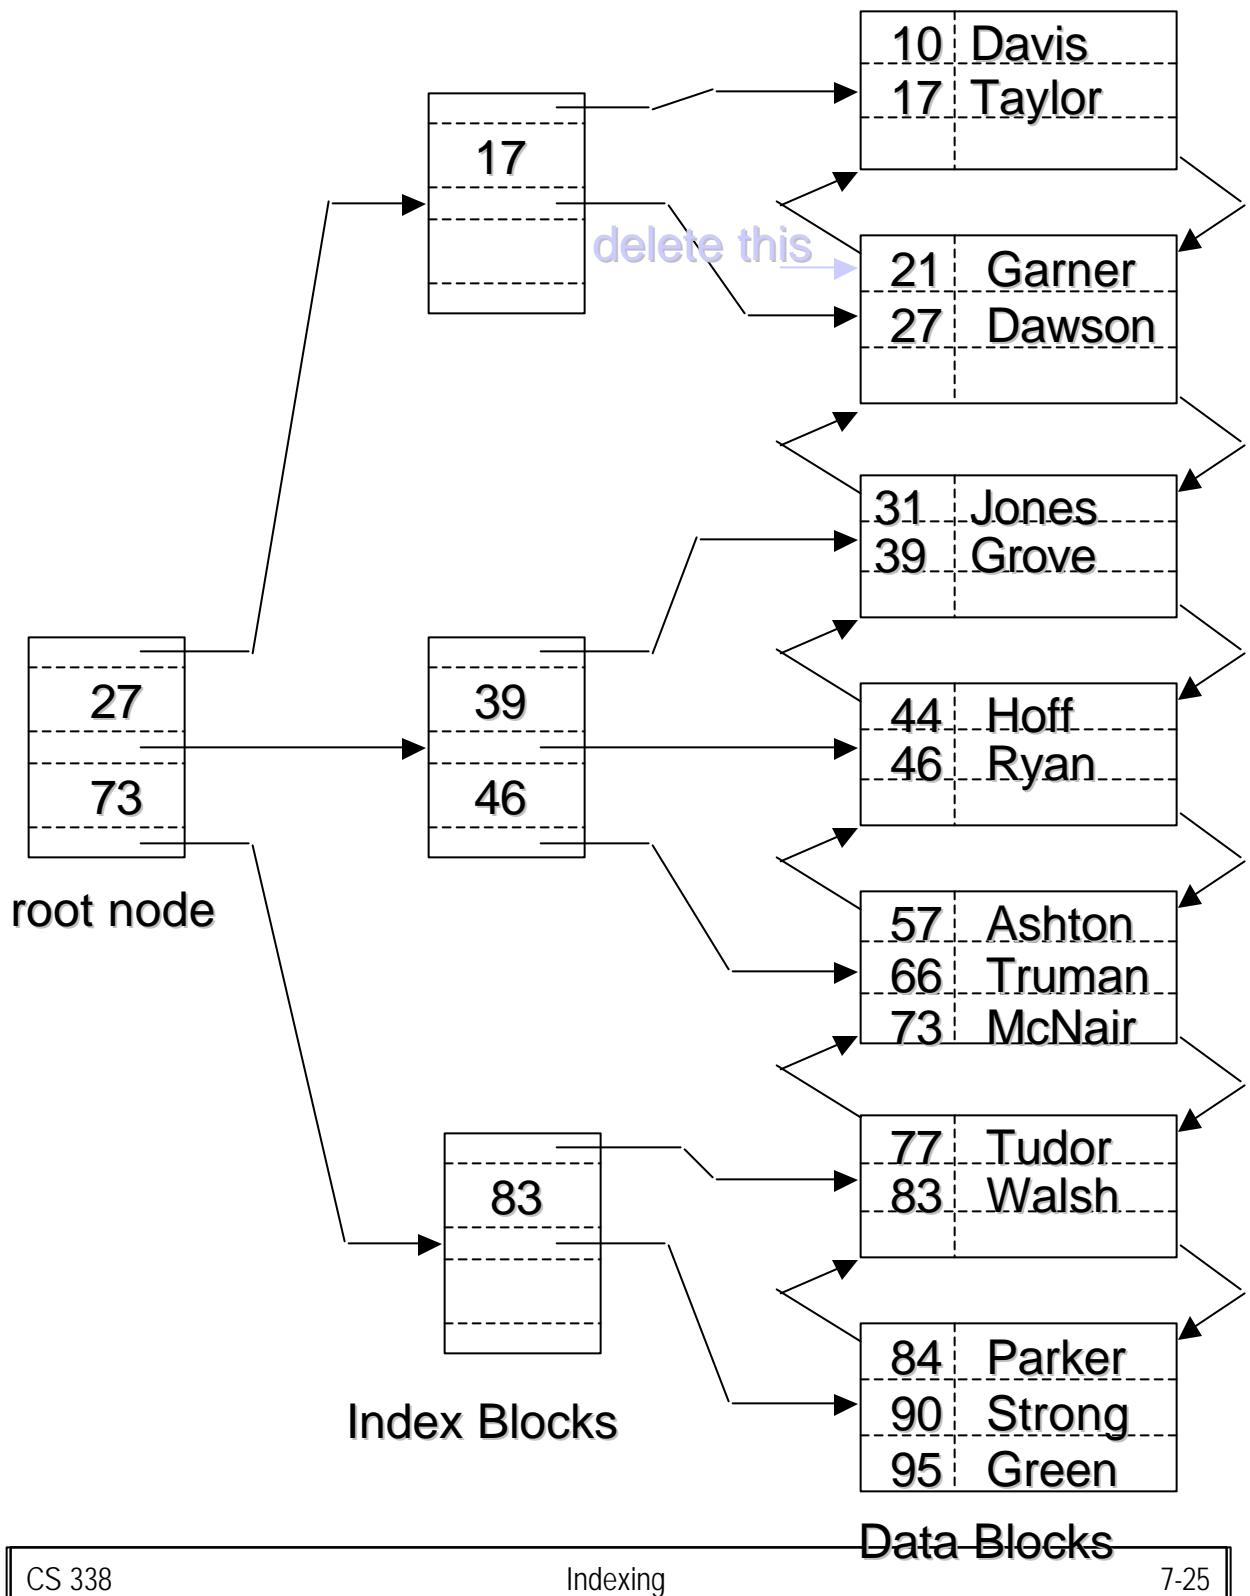 10 Davis
17 Taylor
17
delete this
21 Garner
27 Dawson
31 Jones
39 Grove
27
73
39
46
44 Hoff
46 Ryan
root node
57 Ashton
66 Truman
73 McNair
83
77 Tudor
83 Walsh
84 Parker
90 Strong
95 Green
Index Blocks
Data Blocks
CS 338 Indexing 7-25